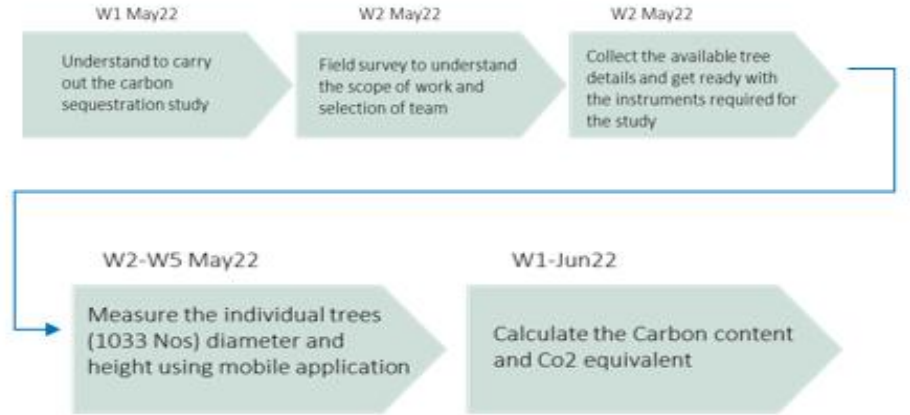 W1 May22
Understand to carry
out the carbon
sequestration study
W2 May22
Field survey to understand
the scope of work and
selection of team
W2 May22
Collect the available tree
details and get ready with
the instruments required for
the study
W2-W5 May22
Measure the individual trees
(1033 Nos) diameter and
height using mobile application
W1-Jun22
Calculate the Carbon content
and Co2 equivalent